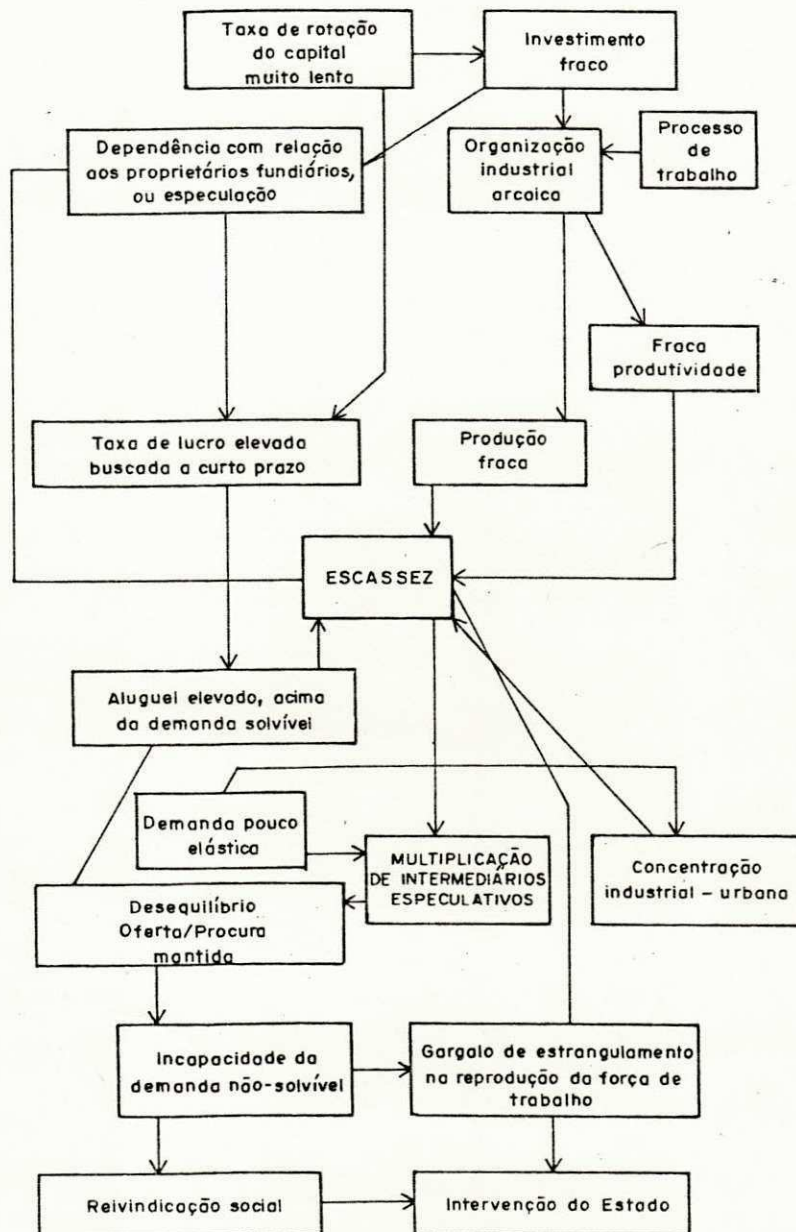 Taxa de rotação
do capital
muito lenta
Investimento
fraco
Dependência com relação
aos proprietários fundiários,
ou especulação
Organização
industrial
arcaica
Processo
de
trabalho
Fraca
produtividade
Taxa de lucro elevada
buscada a curto prazo
Produção
fraca
ESCASSEZ
Aluguel elevado, acima
da demanda solvível
Demanda pouco
elástica
MULTIPLICAÇÃO
DE INTERMEDIÁRIOS
ESPECULATIVOS
Concentração
industrial – urbana
Desequilíbrio
Oferta/Procura
mantida
Incapacidade da
demanda não-solvível
Gargalo de estrangulamento
na reprodução da força de
trabalho
Reivindicação social
Intervenção do Estado